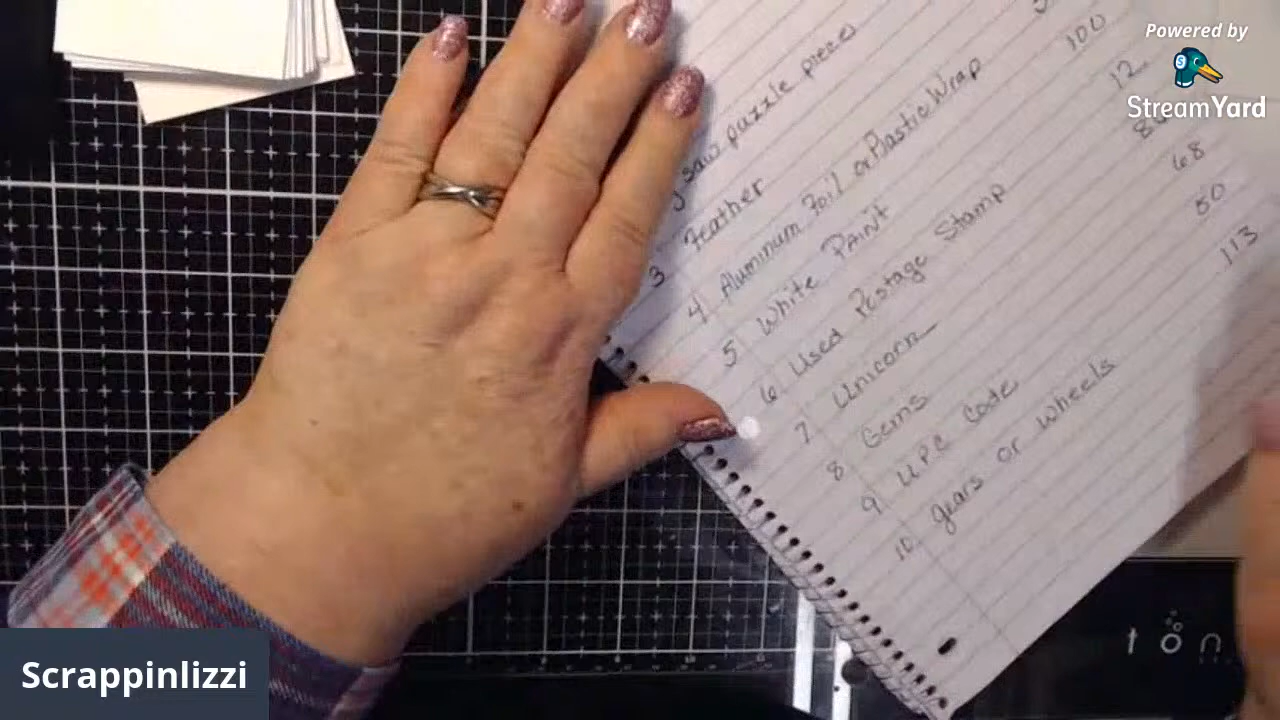 Powered by
StreamYard
saw puzzle pieces
3 Feather 100
4 Aluminum Foil or Plastic Wrap 12
5 White Paint
6 Used Postage Stamp 68
7 Unicorn 50
8 Gems 113
9 UPC Code
10 gears or wheels
ton
Scrappinlizzi